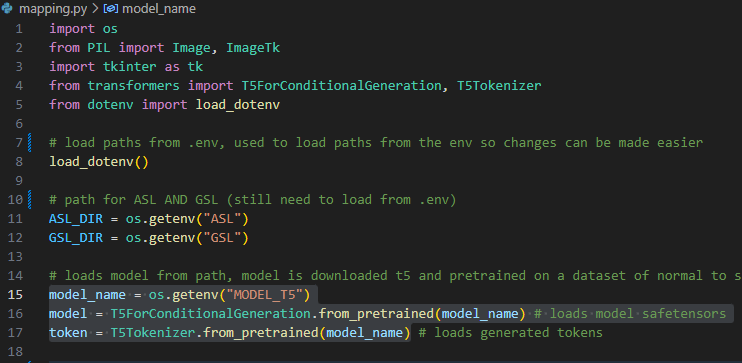 mapping.py > model_name
1 import os
2 from PIL import Image, ImageTk
3 import tkinter as tk
4 from transformers import T5ForConditionalGeneration, T5Tokenizer
5 from dotenv import load_dotenv
6
7 # load paths from .env, used to load paths from the env so changes can be made easier
8 load_dotenv()
9
10 # path for ASL AND GSL (still need to load from .env)
11 ASL_DIR = os.getenv("ASL")
12 GSL_DIR = os.getenv("GSL")
13
14 # loads model from path, model is downloaded t5 and pretrained on a dataset of normal to s
15 model_name = os.getenv("MODEL_T5")
16 model = T5ForConditionalGeneration.from_pretrained(model_name) # loads model safetensors
17 token = T5Tokenizer.from_pretrained(model_name) # loads generated tokens
18